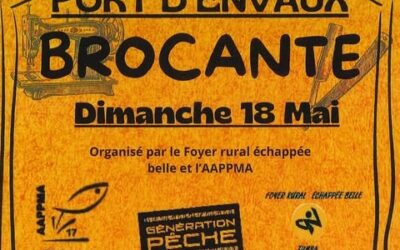 PORT D'ENVAUX
BROCANTE
Dimanche 18 Mai
Organisé par le Foyer rural échappée
belle et l'AAPPMA
AAPPMA
17
GÉNÉRATION
PÊCHE
FOYER RURAL ÉCHAPPÉE BELLE